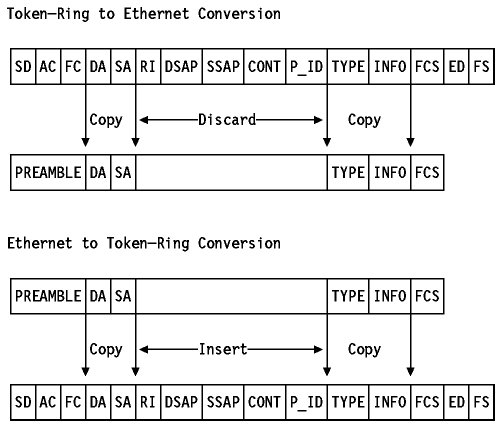 Token-Ring to Ethernet Conversion
SD AC FC DA SA RI DSAP SSAP CONT P_ID TYPE INFO FCS ED FS
Copy Discard Copy
PREAMBLE DA SA TYPE INFO FCS
Ethernet to Token-Ring Conversion
PREAMBLE DA SA TYPE INFO FCS
Copy Insert Copy
SD AC FC DA SA RI DSAP SSAP CONT P_ID TYPE INFO FCS ED FS